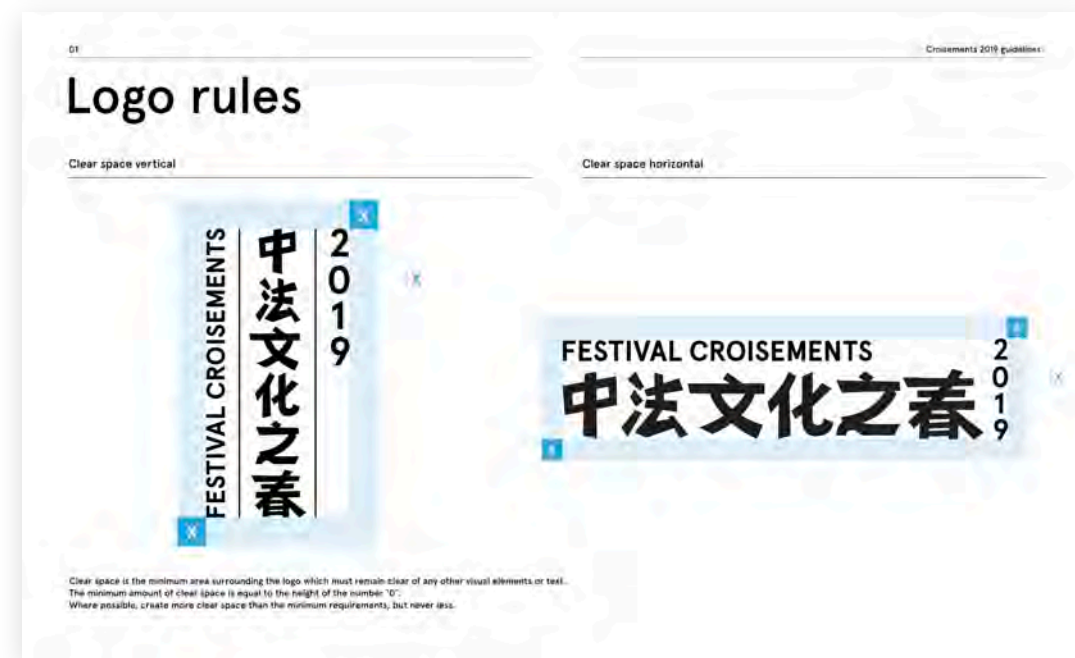 01
Croisements 2019 guidelines
Logo rules
Clear space vertical
Clear space horizontal
X
FESTIVAL CROISEMENTS
中法文化之春
2019
X
X
X
FESTIVAL CROISEMENTS
中法文化之春
2019
X
X
Clear space is the minimum area surrounding the logo which must remain clear of any other visual elements or text.
The minimum amount of clear space is equal to the height of the number "0".
Where possible, create more clear space than the minimum requirements, but never less.